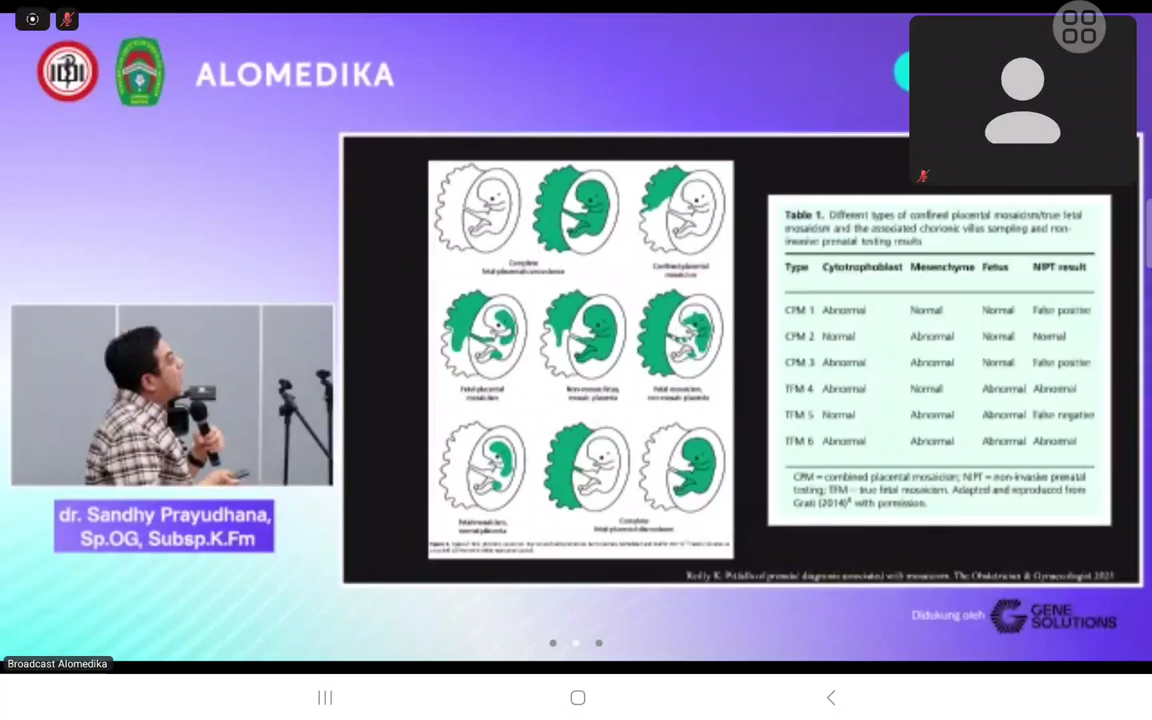 ALOMEDIKA
Complete
fetal-placental concordance
Confined placental
mosaicism
Fetal-placental
mosaicism
Non-mosaic fetus,
mosaic placenta
Fetal mosaicism,
non-mosaic placenta
Fetal mosaicism,
normal placenta
Complete
fetal-placental discordance
Table 1. Different types of confined placental mosaicism/true fetal
mosaicism and the associated chorionic villus sampling and non-
invasive prenatal testing results
Type Cytotrophoblast Mesenchyme Fetus NIPT result
CPM 1 Abnormal Normal Normal False positive
CPM 2 Normal Abnormal Normal Normal
CPM 3 Abnormal Abnormal Normal False positive
TFM 4 Abnormal Normal Abnormal Abnormal
TFM 5 Normal Abnormal Abnormal False negative
TFM 6 Abnormal Abnormal Abnormal Abnormal
CPM = combined placental mosaicism; NIPT = non-invasive prenatal
testing; TFM = true fetal mosaicism. Adapted and reproduced from
Grati (2014) with permission.
Reilly K. Pitfalls of prenatal diagnosis associated with mosaicism. The Obstetrician & Gynaecologist 2023
dr. Sandhy Prayudhana,
Sp.OG, Subsp.K.Fm
Didukung oleh
GENE
SOLUTIONS
Broadcast Alomedika